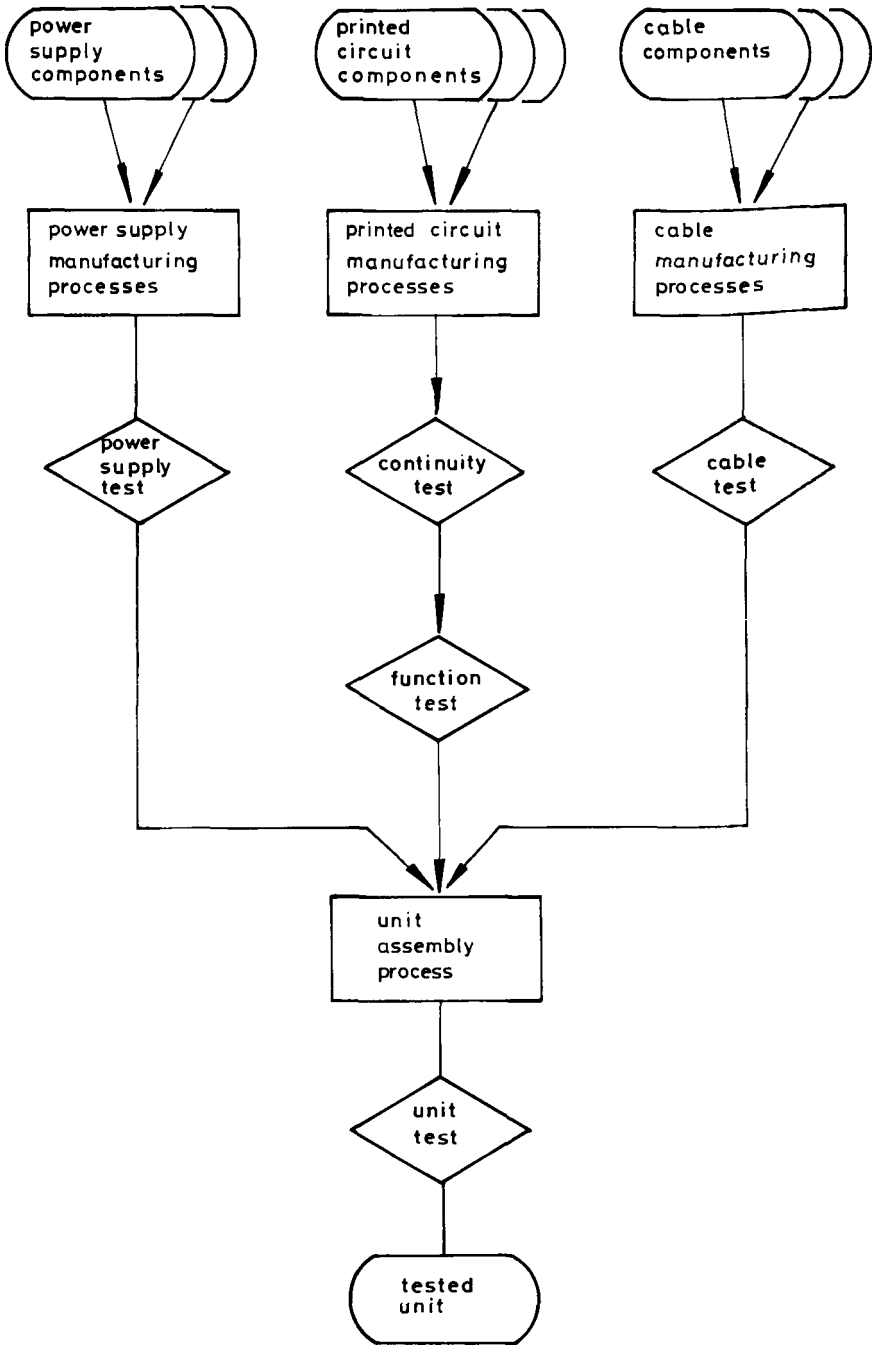 power
supply
components
printed
circuit
components
cable
components
power supply
manufacturing
processes
printed circuit
manufacturing
processes
cable
manufacturing
processes
power
supply
test
continuity
test
cable
test
function
test
unit
assembly
process
unit
test
tested
unit